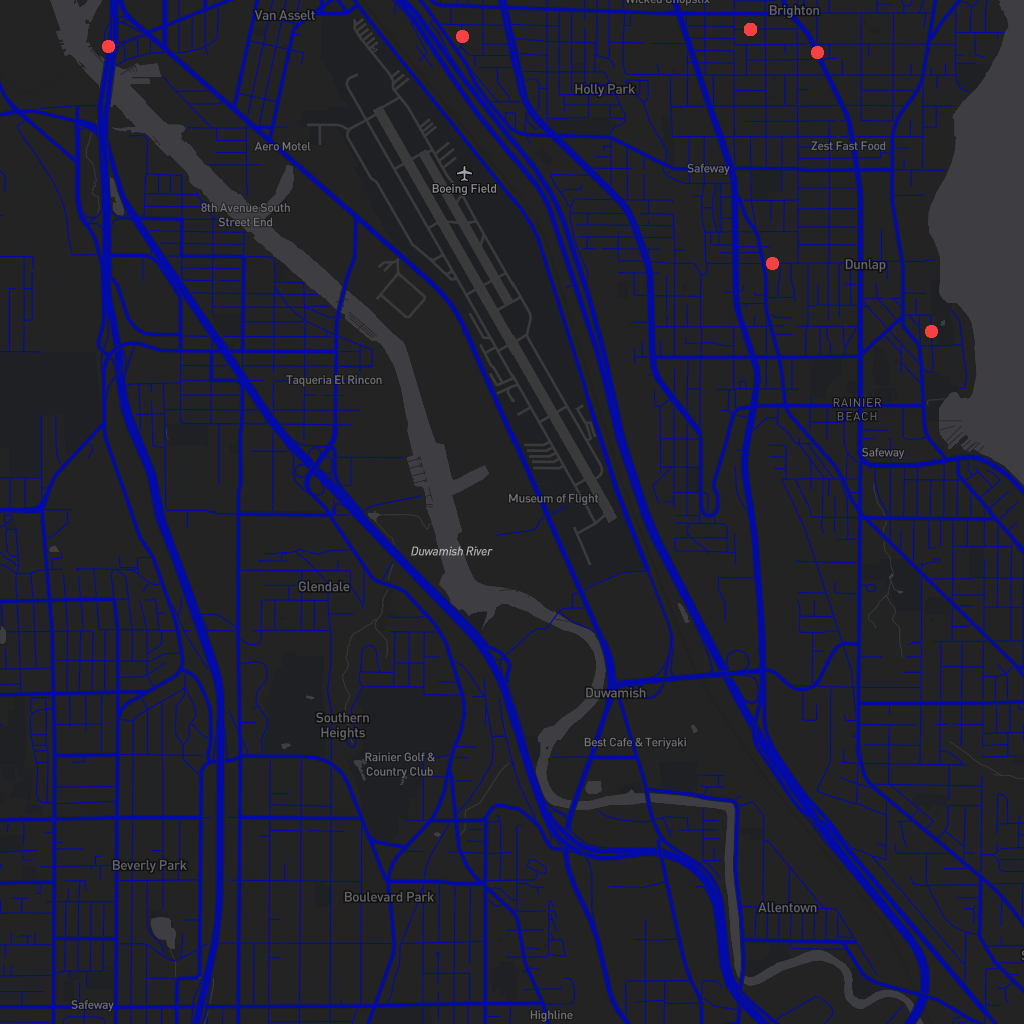 Wicked Chopstix
Van Asselt
Brighton
Holly Park
Aero Motel
Zest Fast Food
Safeway
Boeing Field
8th Avenue South
Street End
Dunlap
Taqueria El Rincon
RAINIER
BEACH
Safeway
Museum of Flight
Duwamish River
Glendale
Duwamish
Southern
Heights
Best Cafe & Teriyaki
Rainier Golf &
Country Club
Beverly Park
Boulevard Park
Allentown
Safeway
Highline